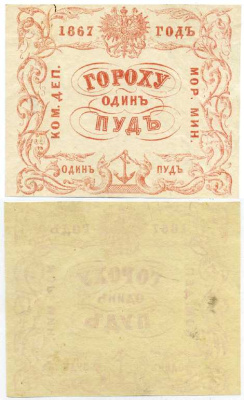 1867 ГОДЪ
КОМ. ДЕП.
МОР. МИН.
ГОРОХУ
ОДИНЪ
ПУДЪ
ОДИНЪ ПУДЪ